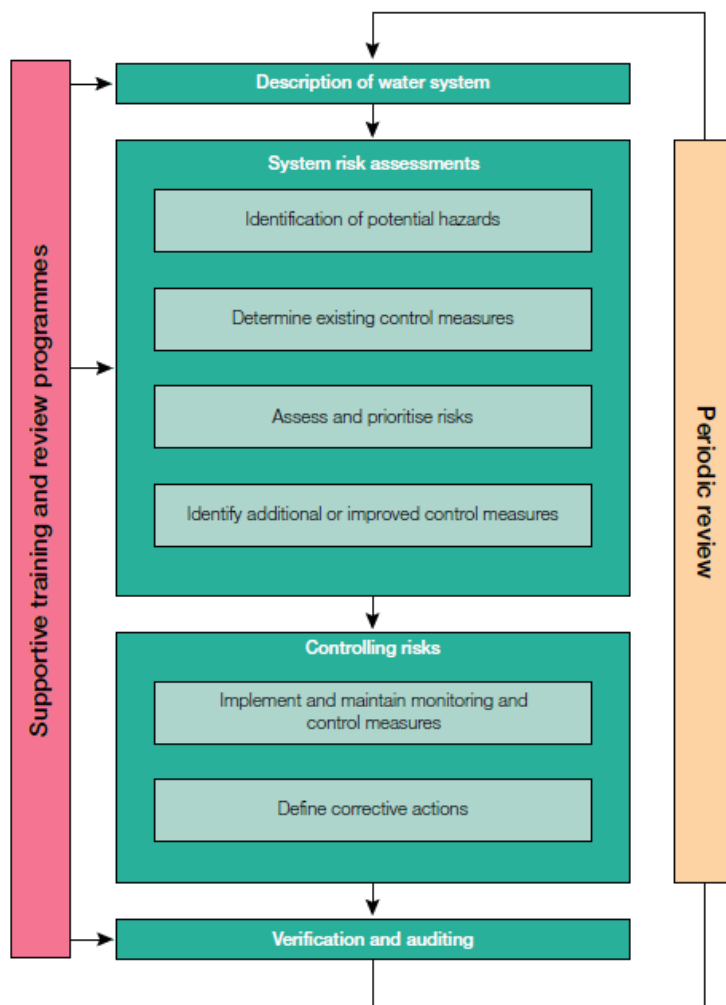 Supportive training and review programmes
Description of water system
System risk assessments
Identification of potential hazards
Determine existing control measures
Assess and prioritise risks
Identify additional or improved control measures
Controlling risks
Implement and maintain monitoring and
control measures
Define corrective actions
Verification and auditing
Periodic review